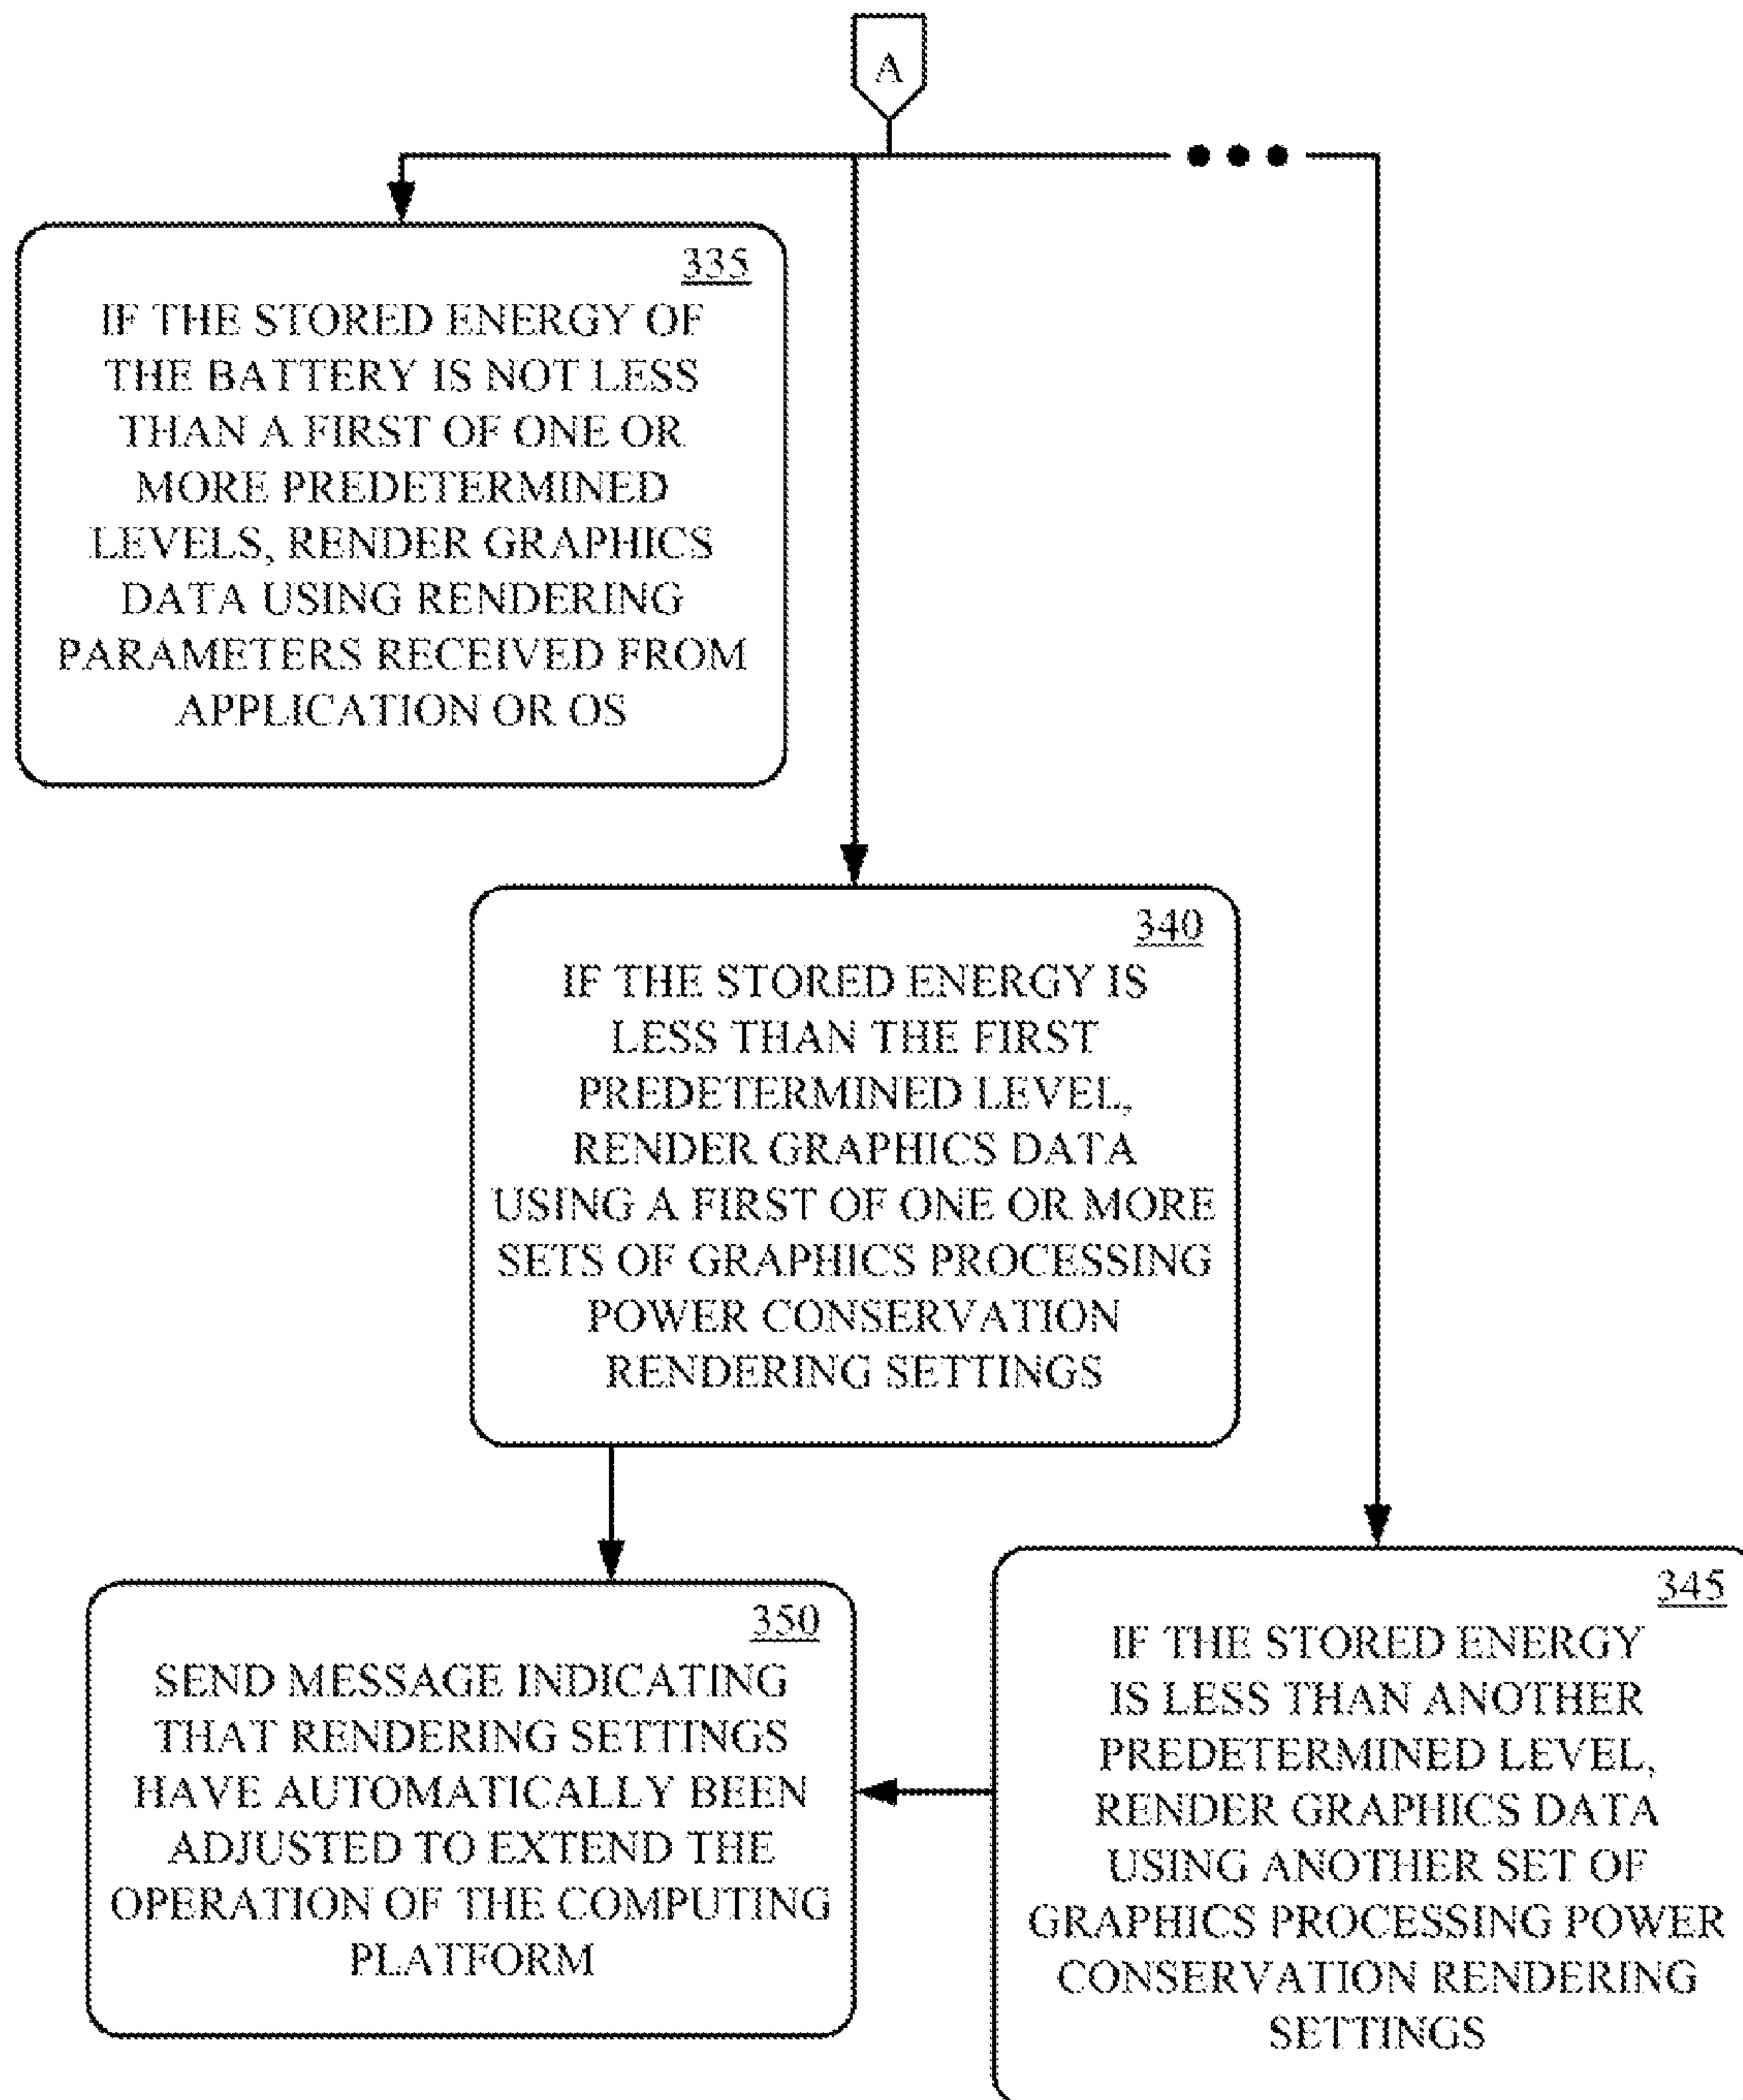 A
335
IF THE STORED ENERGY OF
THE BATTERY IS NOT LESS
THAN A FIRST OF ONE OR
MORE PREDETERMINED
LEVELS, RENDER GRAPHICS
DATA USING RENDERING
PARAMETERS RECEIVED FROM
APPLICATION OR OS
340
IF THE STORED ENERGY IS
LESS THAN THE FIRST
PREDETERMINED LEVEL,
RENDER GRAPHICS DATA
USING A FIRST OF ONE OR MORE
SETS OF GRAPHICS PROCESSING
POWER CONSERVATION
RENDERING SETTINGS
350
SEND MESSAGE INDICATING
THAT RENDERING SETTINGS
HAVE AUTOMATICALLY BEEN
ADJUSTED TO EXTEND THE
OPERATION OF THE COMPUTING
PLATFORM
345
IF THE STORED ENERGY
IS LESS THAN ANOTHER
PREDETERMINED LEVEL,
RENDER GRAPHICS DATA
USING ANOTHER SET OF
GRAPHICS PROCESSING POWER
CONSERVATION RENDERING
SETTINGS